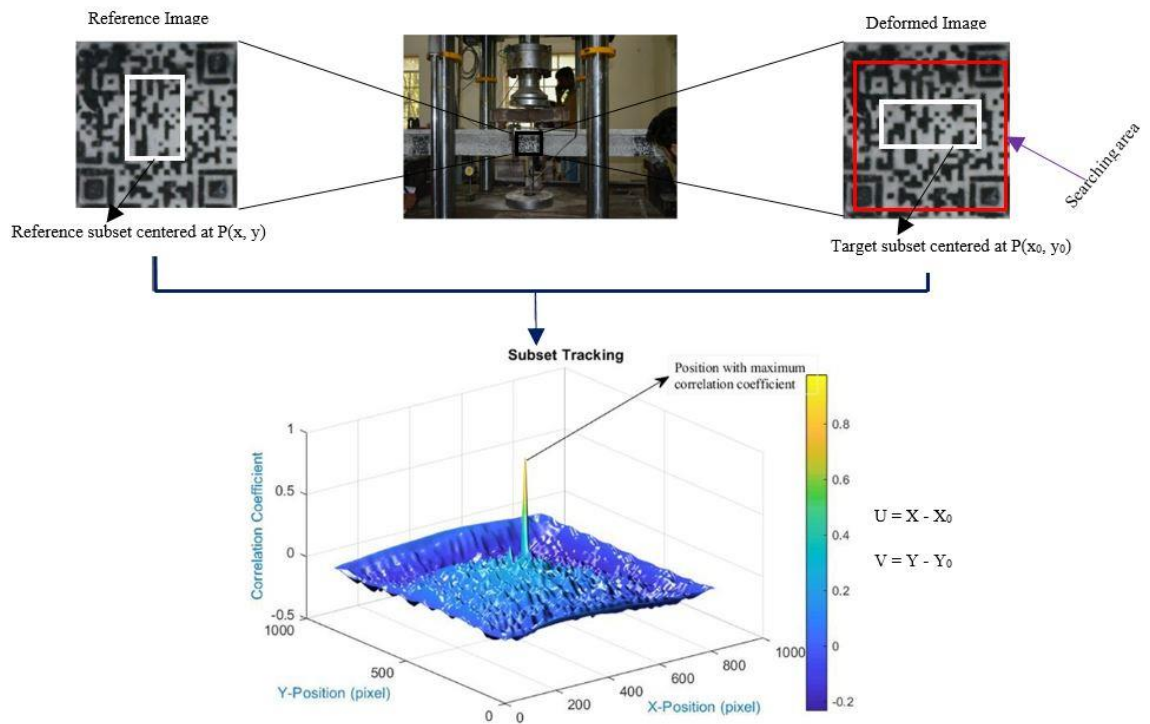 Reference Image
Deformed Image
Searching area
Reference subset centered at P(x, y)
Target subset centered at P(x₀, y₀)
Subset Tracking
Position with maximum
correlation coefficient
Correlation Coefficient
1
0.5
0
-0.5
1000
500
0
Y-Position (pixel)
0
200
400
600
800
1000
X-Position (pixel)
0.8
0.6
0.4
0.2
0
-0.2
U = X - X₀
V = Y - Y₀